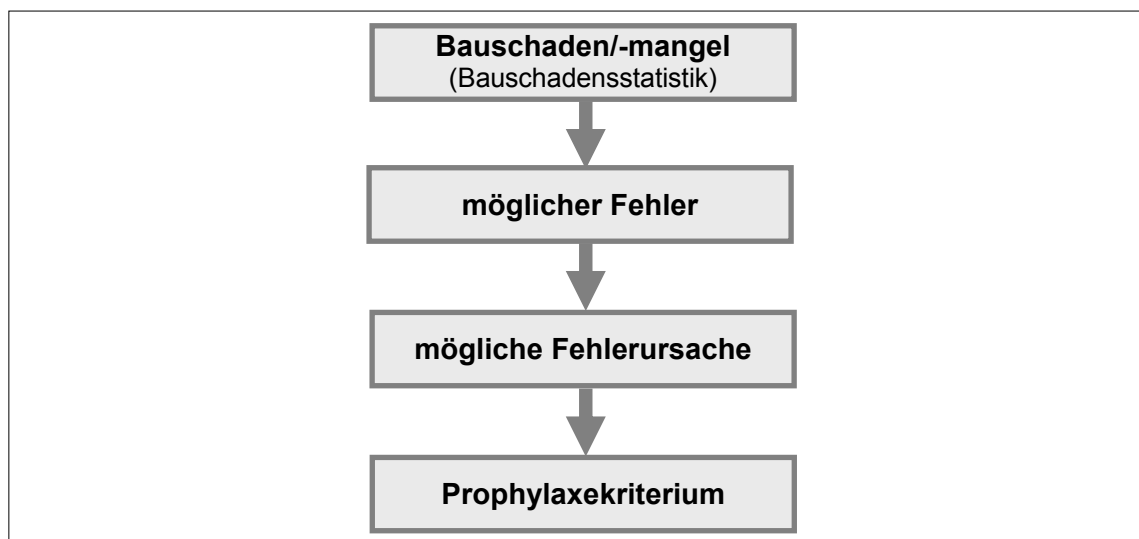 Bauschaden/-mangel
(Bauschadensstatistik)
möglicher Fehler
mögliche Fehlerursache
Prophylaxekriterium